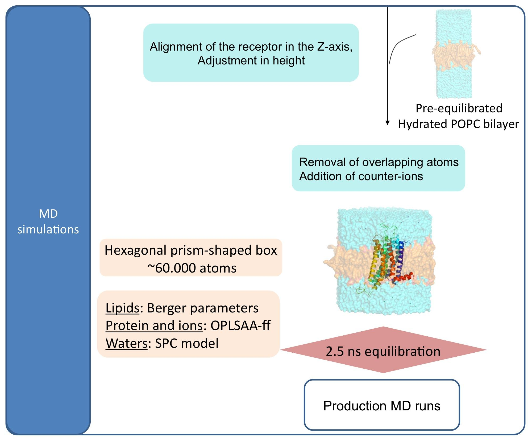 Alignment of the receptor in the Z-axis,
Adjustment in height
Pre-equilibrated
Hydrated POPC bilayer
Removal of overlapping atoms
Addition of counter-ions
MD
simulations
Hexagonal prism-shaped box
~60.000 atoms
Lipids: Berger parameters
Protein and ions: OPLSAA-ff
Waters: SPC model
2.5 ns equilibration
Production MD runs